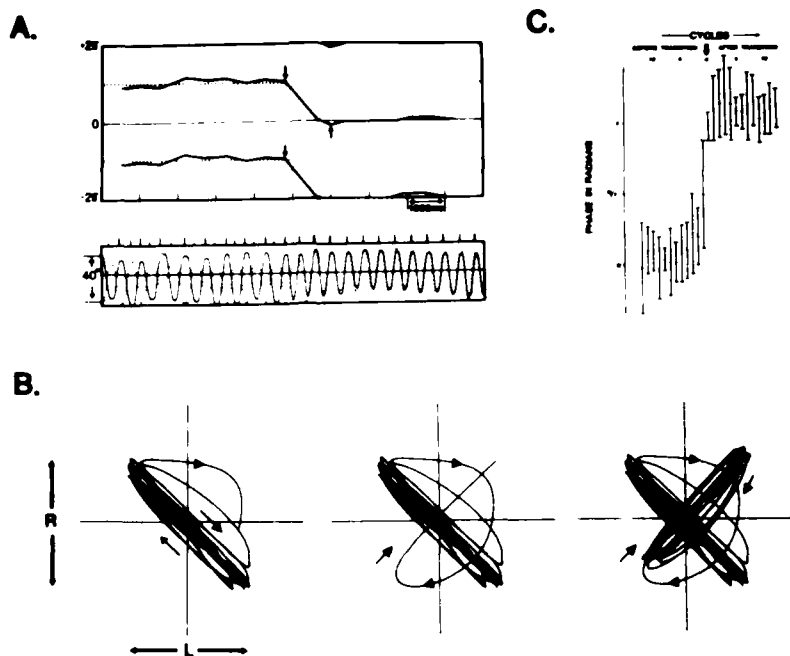 A.
+2π
0
-2π
40°
C.
CYCLES
PHASE IN RADIANS
B.
R
L